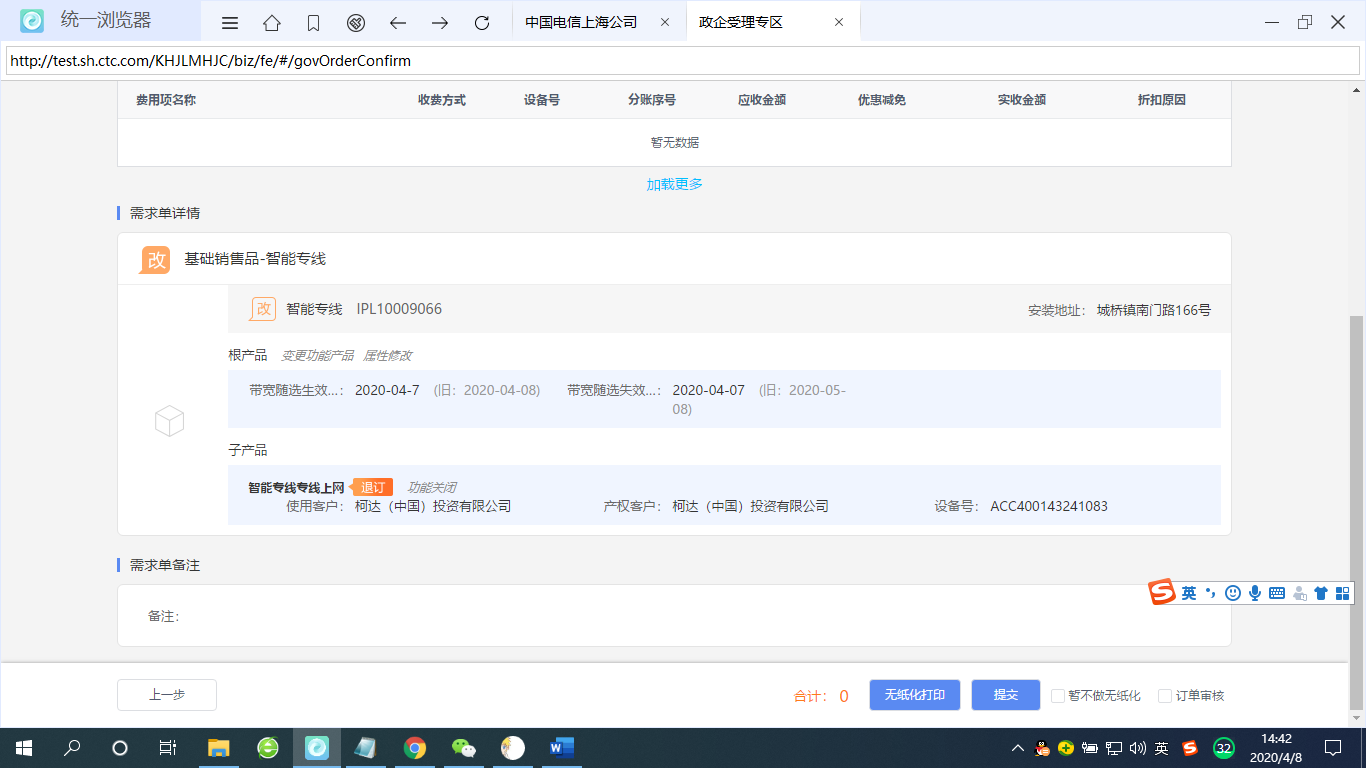 统一浏览器
中国电信上海公司
政企受理专区
http://test.sh.ctc.com/KHJLMHJC/biz/fe/#/govOrderConfirm
费用项名称 收费方式 设备号 分账序号 应收金额 优惠减免 实收金额 折扣原因
暂无数据
加载更多
需求单详情
改 基础销售品-智能专线
改 智能专线 IPL10009066 安装地址： 城桥镇南门路166号
根产品 变更功能产品 属性修改
带宽随选生效...： 2020-04-7 (旧：2020-04-08) 带宽随选失效...： 2020-04-07 (旧：2020-05-
08)
子产品
智能专线专线上网 退订 功能关闭
使用客户： 柯达（中国）投资有限公司 产权客户： 柯达（中国）投资有限公司 设备号： ACC400143241083
需求单备注
英
备注：
上一步 合计： 0 无纸化打印 提交 暂不做无纸化 订单审核
英 32 14:42
2020/4/8